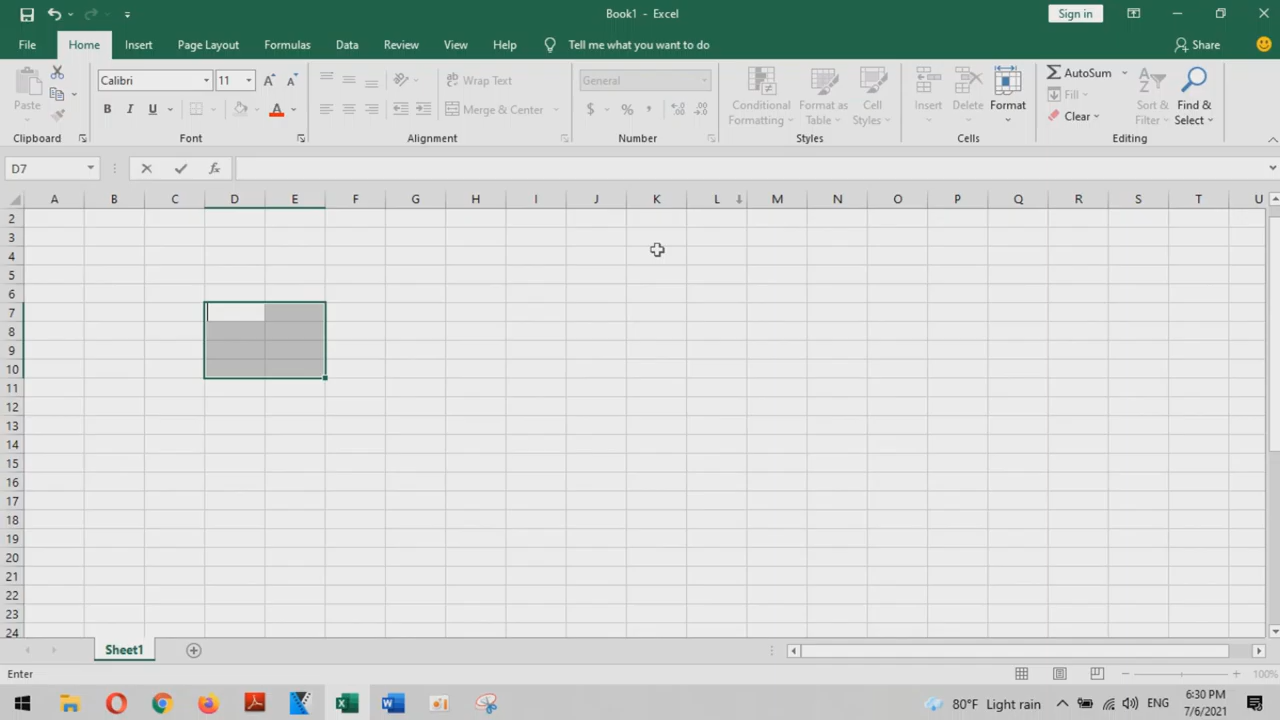 Book1 - Excel
Sign in
File Home Insert Page Layout Formulas Data Review View Help Tell me what you want to do Share
Paste
Calibri 11
B I U A
Wrap Text
Merge & Center
General
$ % ,
Conditional Formatting
Format as Table
Cell Styles
Insert
Delete
Format
AutoSum
Fill
Clear
Sort & Filter
Find & Select
Clipboard Font Alignment Number Styles Cells Editing
D7 fx
A B C D E F G H I J K L M N O P Q R S T U
2
3
4
5
6
7
8
9
10
11
12
13
14
15
16
17
18
19
20
21
22
23
24
Sheet1
Enter 100%
80°F Light rain ENG
6:30 PM
7/6/2021